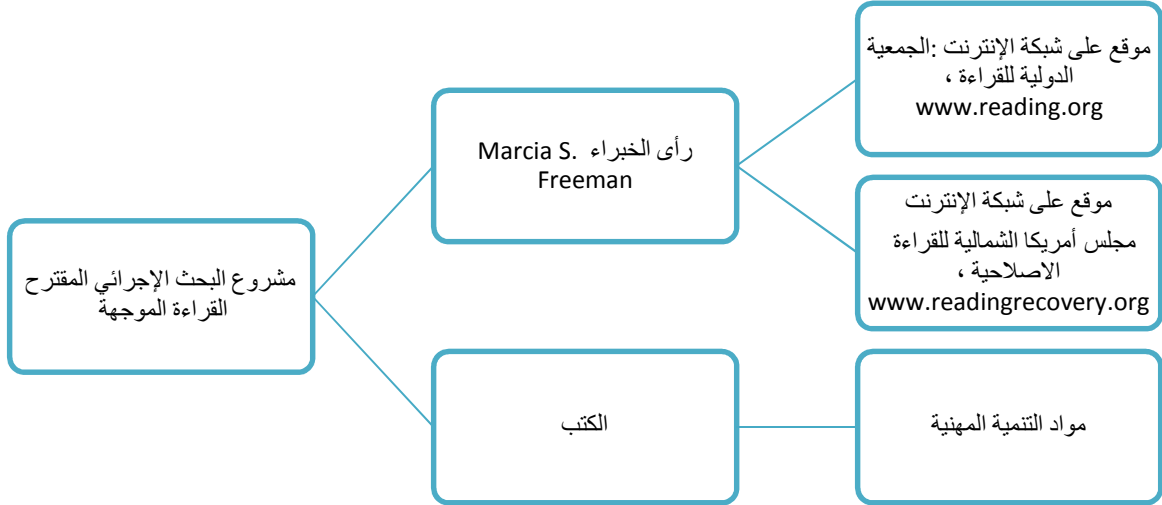 موقع على شبكة الإنترنت :الجمعية
الدولية للقراءة ،
www.reading.org
رأى الخبراء Marcia S.
Freeman
موقع على شبكة الإنترنت
مجلس أمريكا الشمالية للقراءة
الاصلاحية ،
www.readingrecovery.org
مشروع البحث الإجرائي المقترح
القراءة الموجهة
الكتب
مواد التنمية المهنية